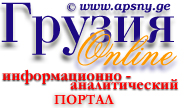 © www.apsny.ge
Грузия
Online
информационно -
аналитический
ПОРТАЛ